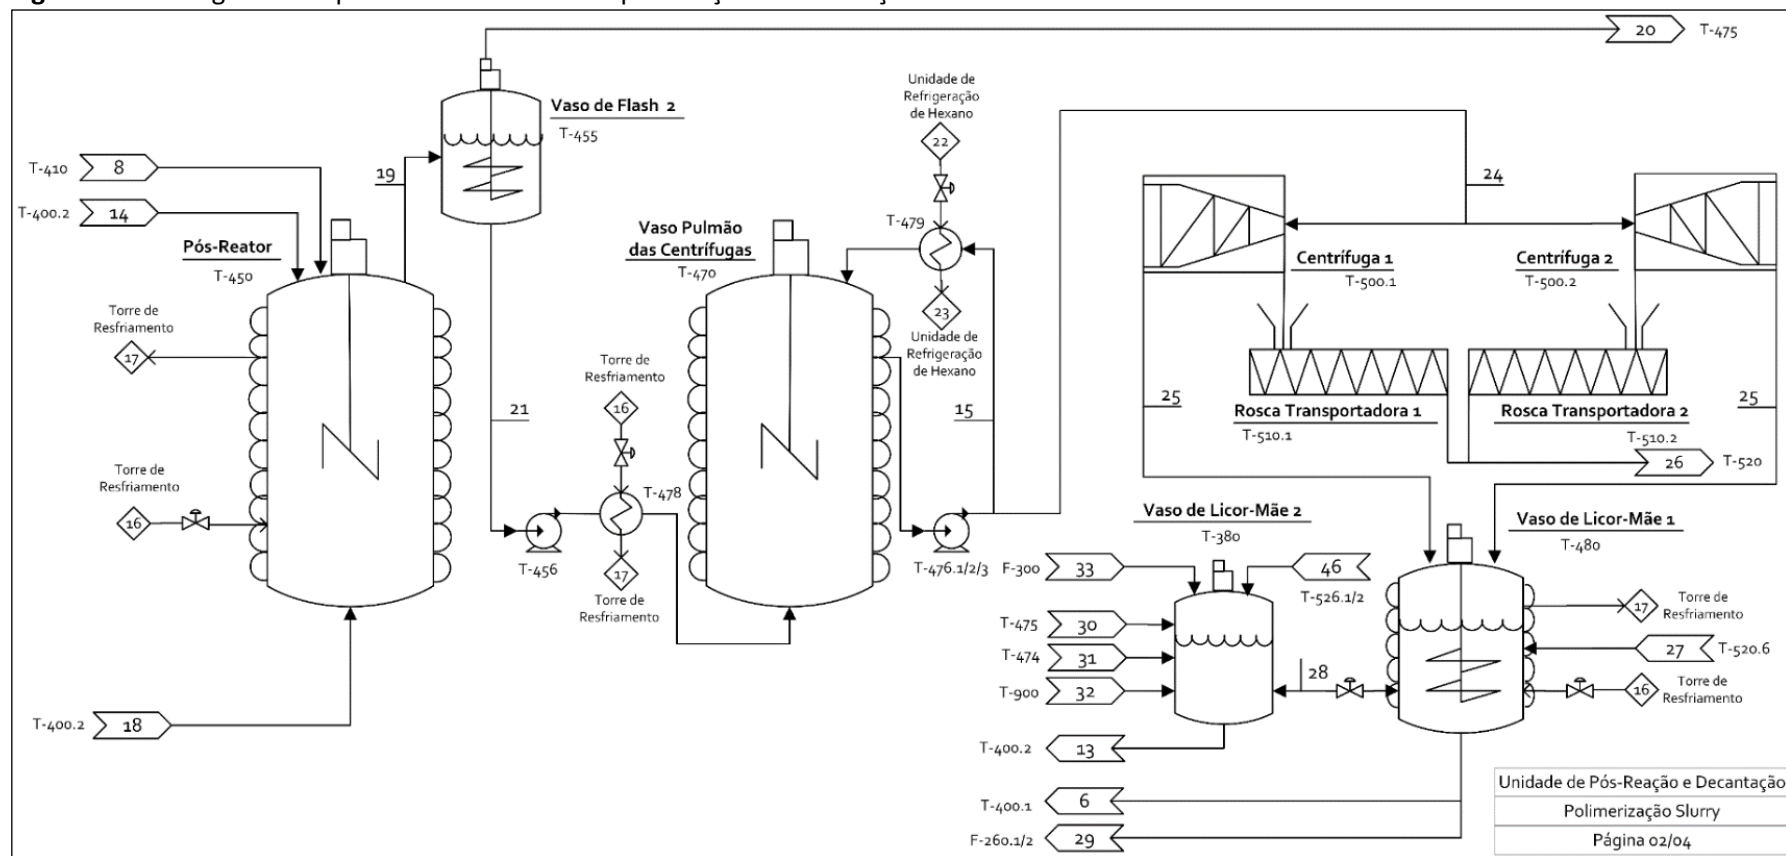 20
T-475
Vaso de Flash 2
T-455
Unidade de
Refrigeração
de Hexano
22
T-410
8
T-400.2
14
19
24
Pós-Reator
T-450
Vaso Pulmão
das Centrífugas
T-470
T-479
Centrífuga 1
T-500.1
Centrífuga 2
T-500.2
Torre de
Resfriamento
17
23
Unidade de
Refrigeração
de Hexano
Torre de
Resfriamento
16
21
15
25
25
Rosca Transportadora 1
T-510.1
Rosca Transportadora 2
T-510.2
26
T-520
Torre de
Resfriamento
16
T-478
T-456
17
Torre de
Resfriamento
T-476.1/2/3
Vaso de Licor-Mãe 2
T-380
Vaso de Licor-Mãe 1
T-480
F-300
33
46
T-526.1/2
T-475
30
T-474
31
T-900
32
28
Torre de
Resfriamento
17
27
T-520.6
Torre de
Resfriamento
16
T-400.2
18
T-400.2
13
T-400.1
6
F-260.1/2
29
Unidade de Pós-Reação e Decantação
Polimerização Slurry
Página 02/04